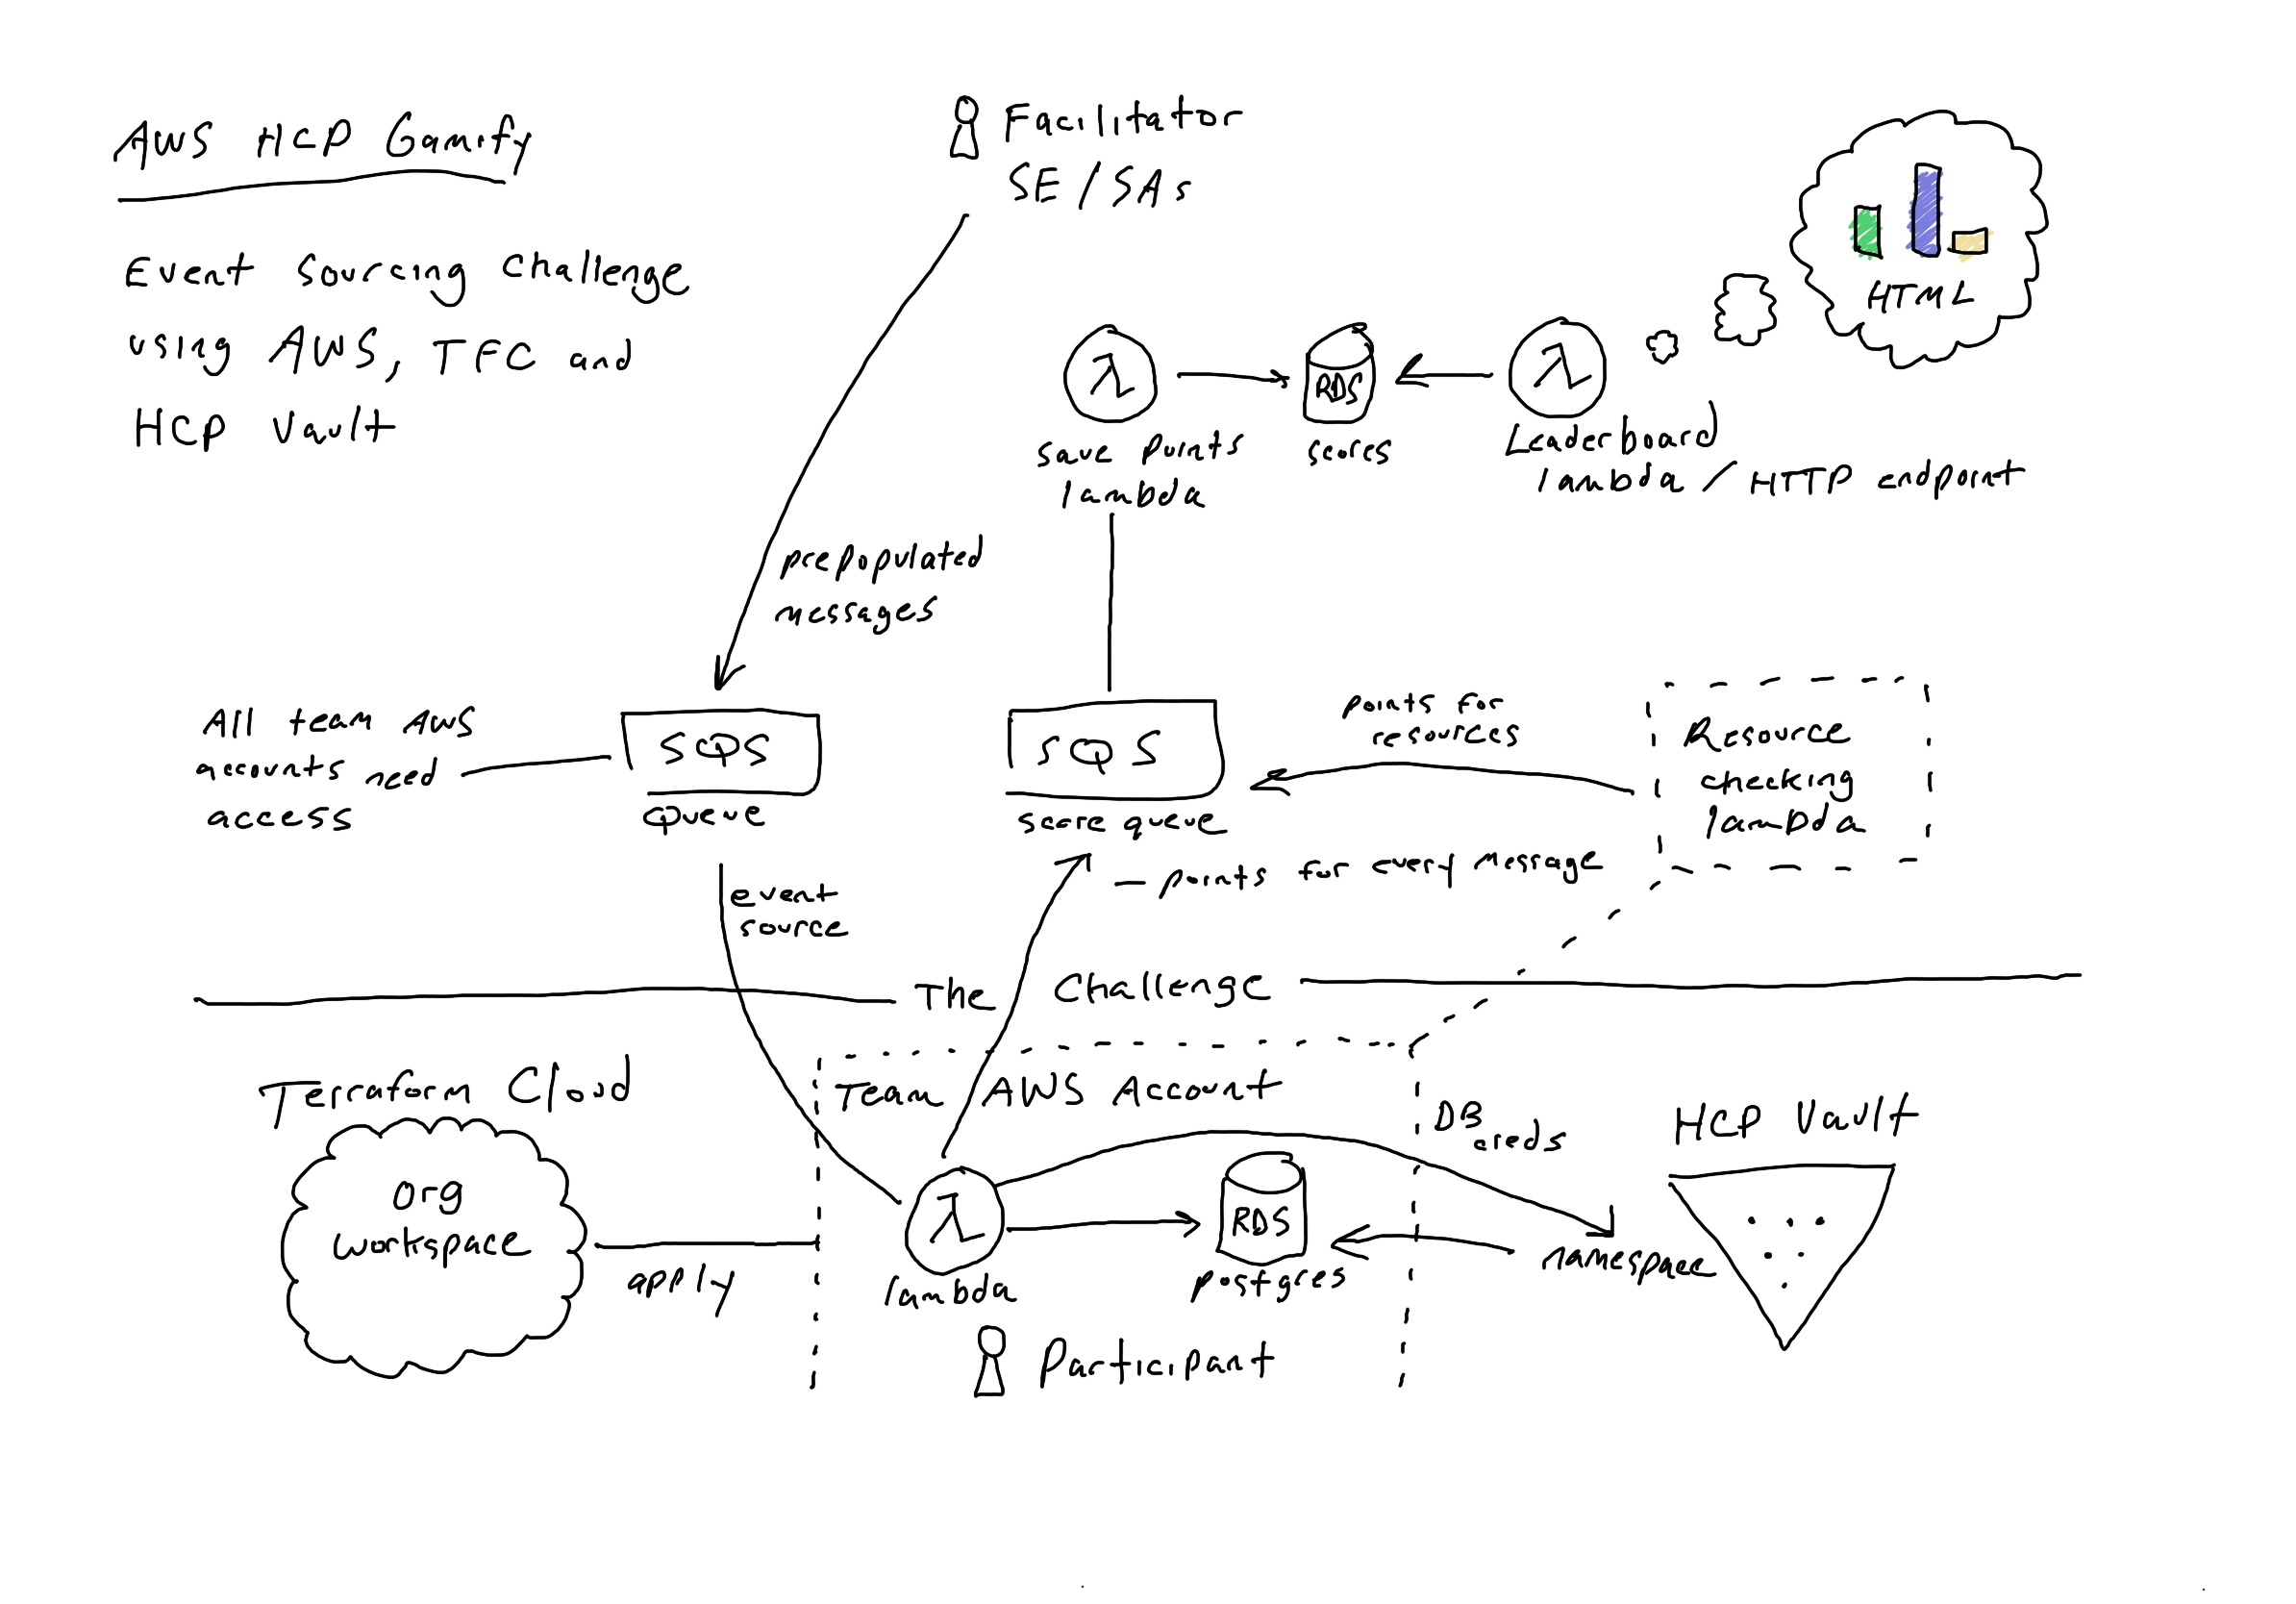 AWS HCP Gamify
Event Sourcing Challenge
using AWS, TFC and
HCP Vault
Facilitator
SE/SAs
HTML
RDS
save points
lambda
scores
Leaderboard
lambda / HTTP endpoint
prepopulated
messages
All team AWS
accounts need
access
SQS
Queue
SQS
score queue
points for
resources
Resource
checking
lambda
– points for every message
event
source
The Challenge
Terraform Cloud
org
workspace
apply
Team AWS Account
lambda
RDS
postgres
DB
creds
namespace
HCP Vault
Participant